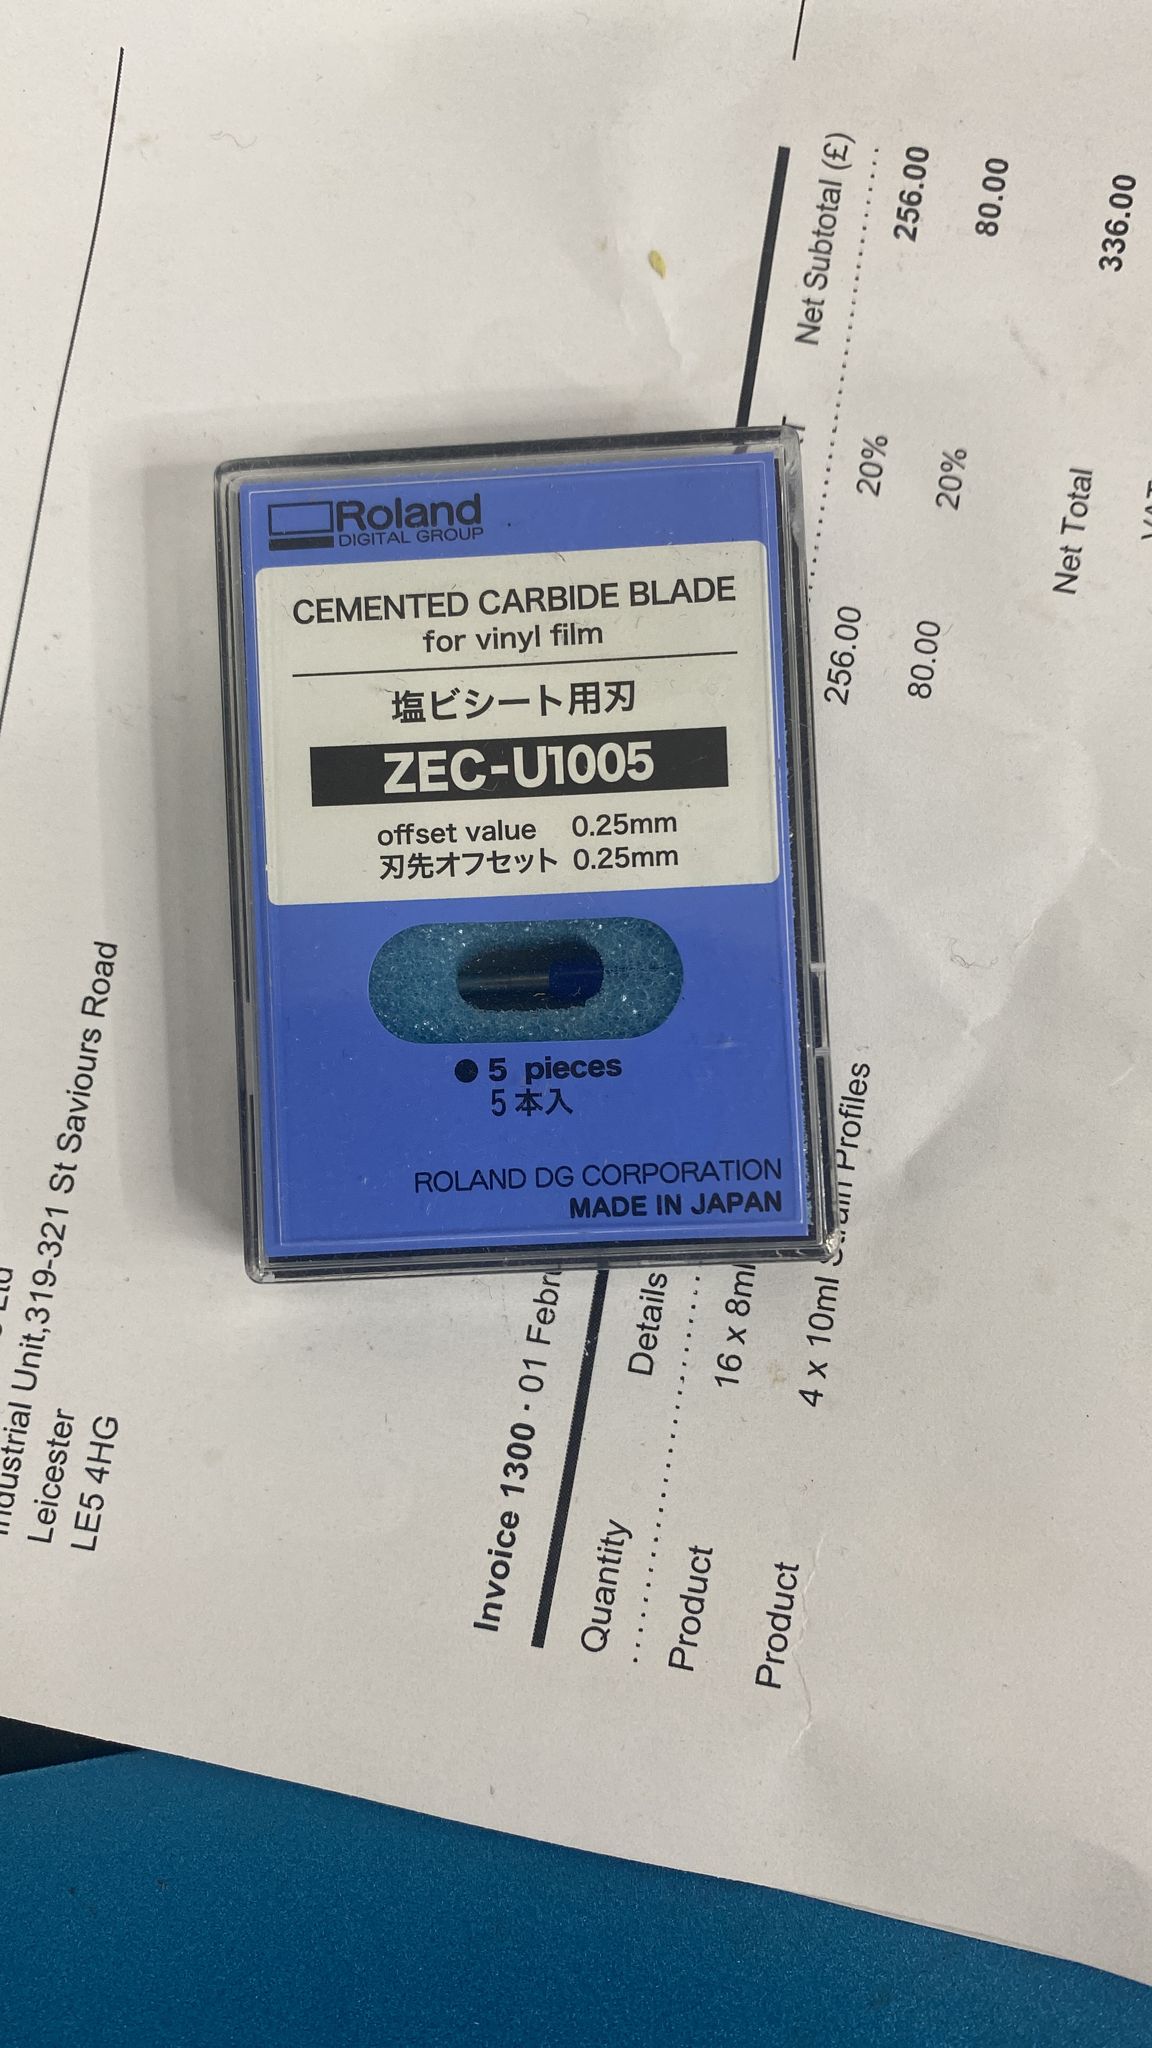 Roland
DIGITAL GROUP
CEMENTED CARBIDE BLADE
for vinyl film
塩ビシート用刃
ZEC-U1005
offset value 0.25mm
刃先オフセット 0.25mm
● 5 pieces
5本入
ROLAND DG CORPORATION
MADE IN JAPAN
Industrial Unit,319-321 St Saviours Road
Leicester
LE5 4HG
Invoice 1300 · 01
Quantity Details Net Subtotal (£)
Product 16 x 8ml 256.00 20% 256.00
Product 4 x 10ml Profiles 80.00 20% 80.00
Net Total 336.00